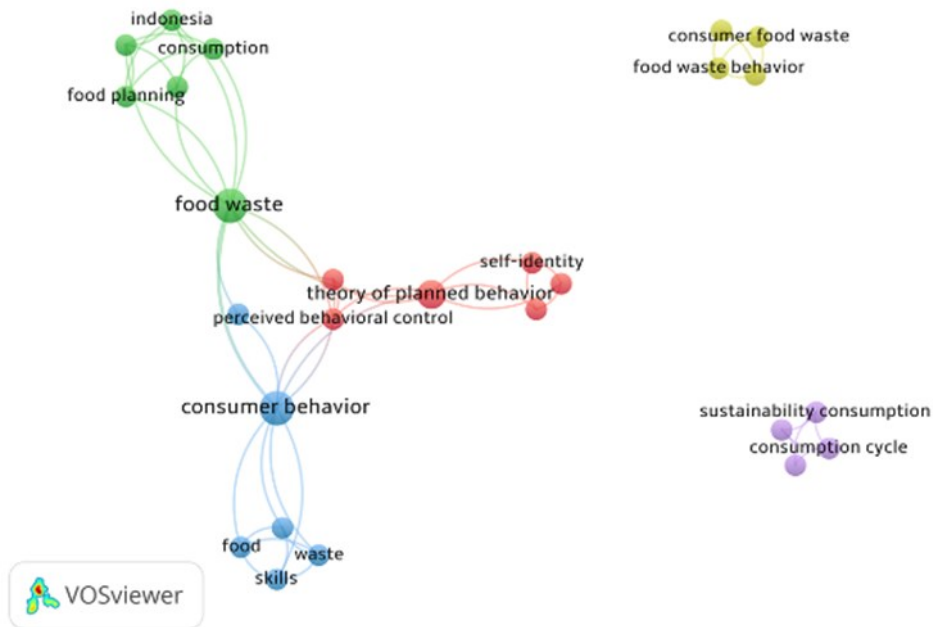 indonesia
consumption
food planning
consumer food waste
food waste behavior
food waste
self-identity
theory of planned behavior
perceived behavioral control
consumer behavior
sustainability consumption
consumption cycle
food
waste
skills
VOSviewer